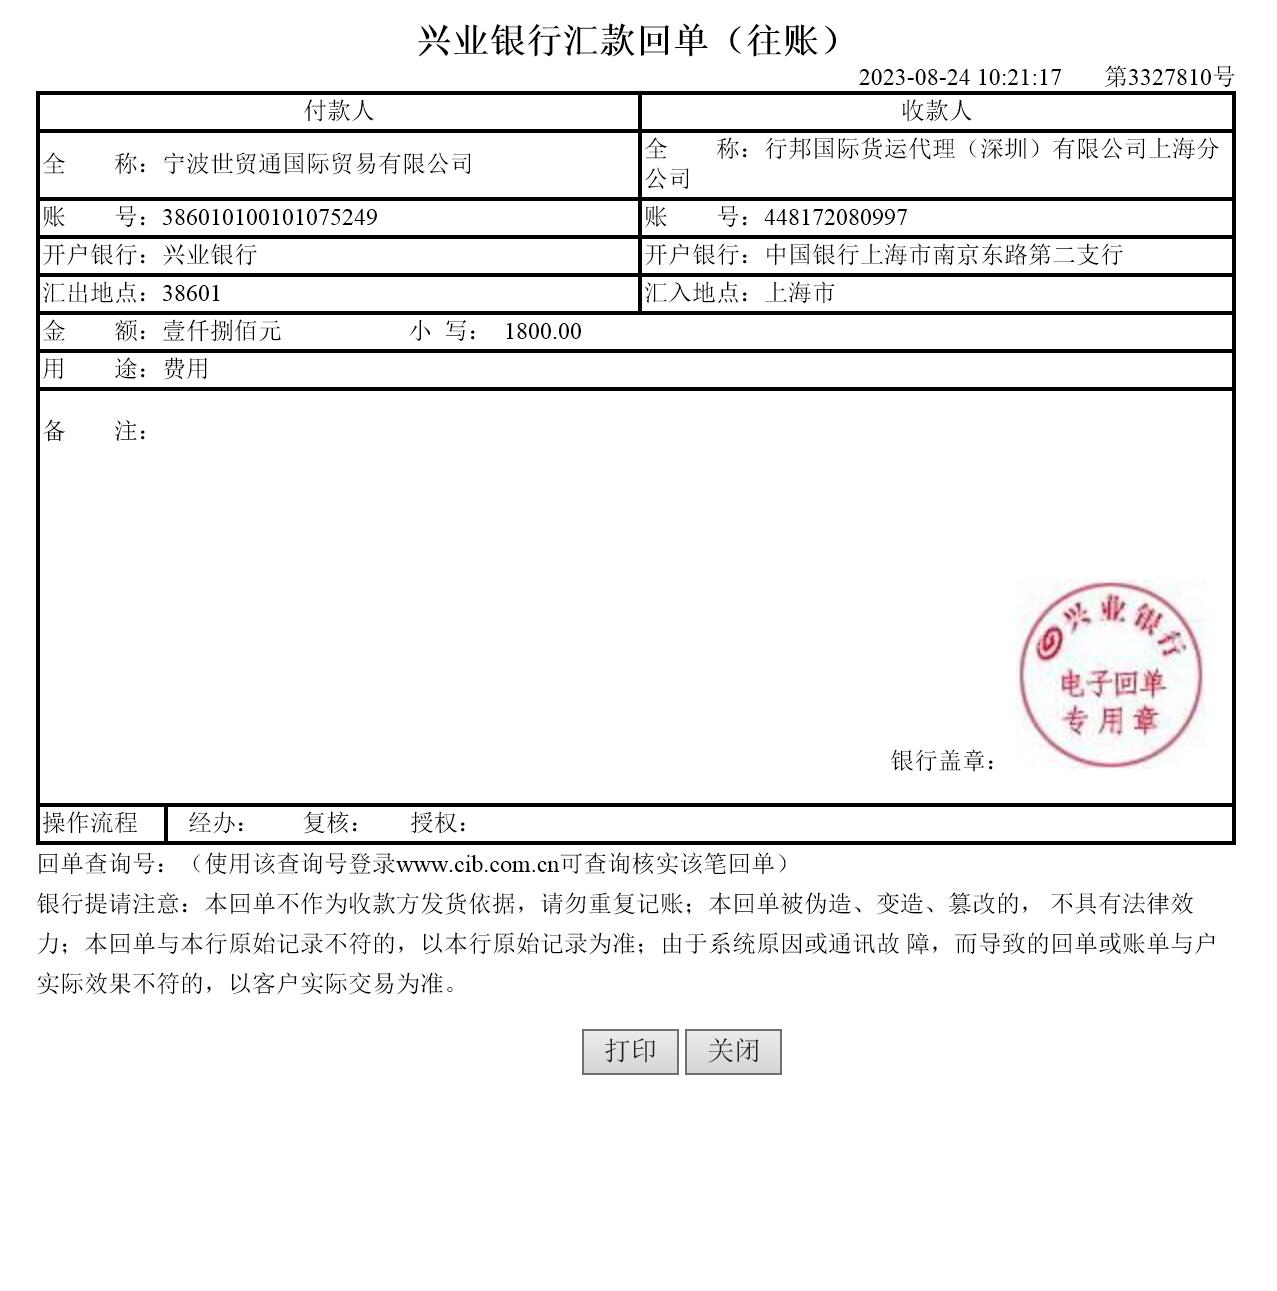 兴业银行汇款回单（往账）
2023-08-24 10:21:17 第3327810号
付款人 收款人
全 称：宁波世贸通国际贸易有限公司
全 称：行邦国际货运代理（深圳）有限公司上海分
公司
账 号：386010100101075249 账 号：448172080997
开户银行：兴业银行 开户银行：中国银行上海市南京东路第二支行
汇出地点：38601 汇入地点：上海市
金 额：壹仟捌佰元 小 写： 1800.00
用 途：费用
备 注：
兴业银行
电子回单
专用章
银行盖章：
操作流程 经办： 复核： 授权：
回单查询号：（使用该查询号登录www.cib.com.cn可查询核实该笔回单）
银行提请注意：本回单不作为收款方发货依据，请勿重复记账；本回单被伪造、变造、篡改的， 不具有法律效
力；本回单与本行原始记录不符的，以本行原始记录为准；由于系统原因或通讯故 障，而导致的回单或账单与户
实际效果不符的，以客户实际交易为准。
打印 关闭